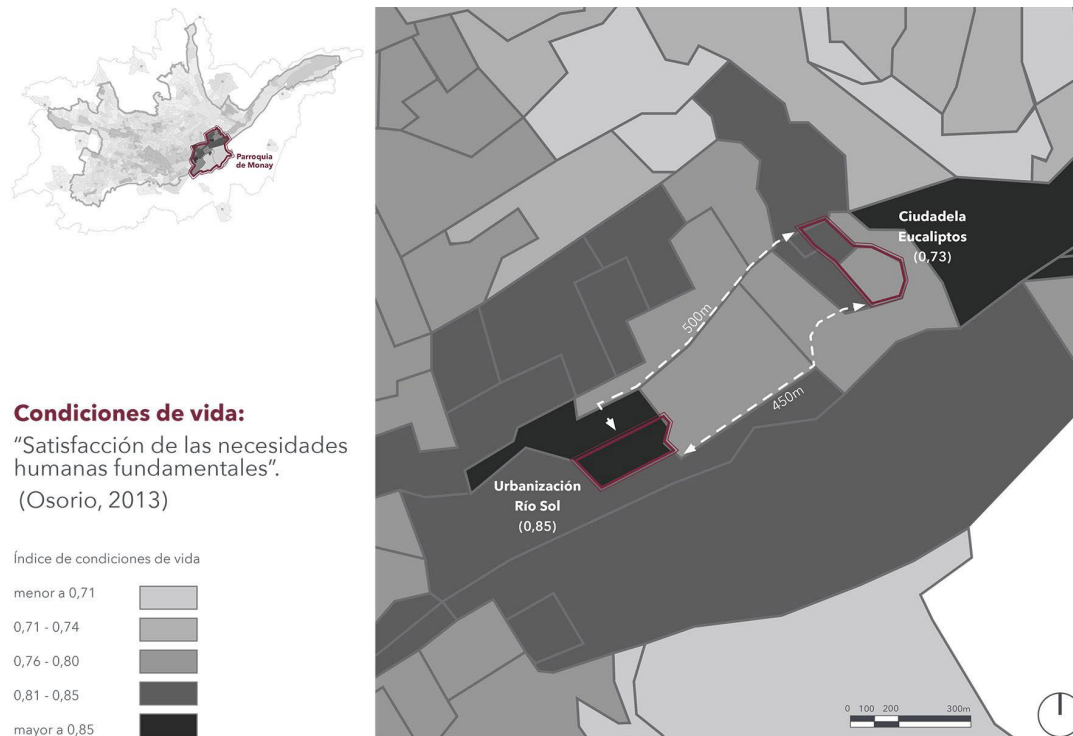 Parroquia
de Monay
Condiciones de vida:
“Satisfacción de las necesidades
humanas fundamentales”.
(Osorio, 2013)
Índice de condiciones de vida
menor a 0,71
0,71 - 0,74
0,76 - 0,80
0,81 - 0,85
mayor a 0,85
Ciudadela
Eucaliptos
(0,73)
500m
450m
Urbanización
Río Sol
(0,85)
0 100 200 300m